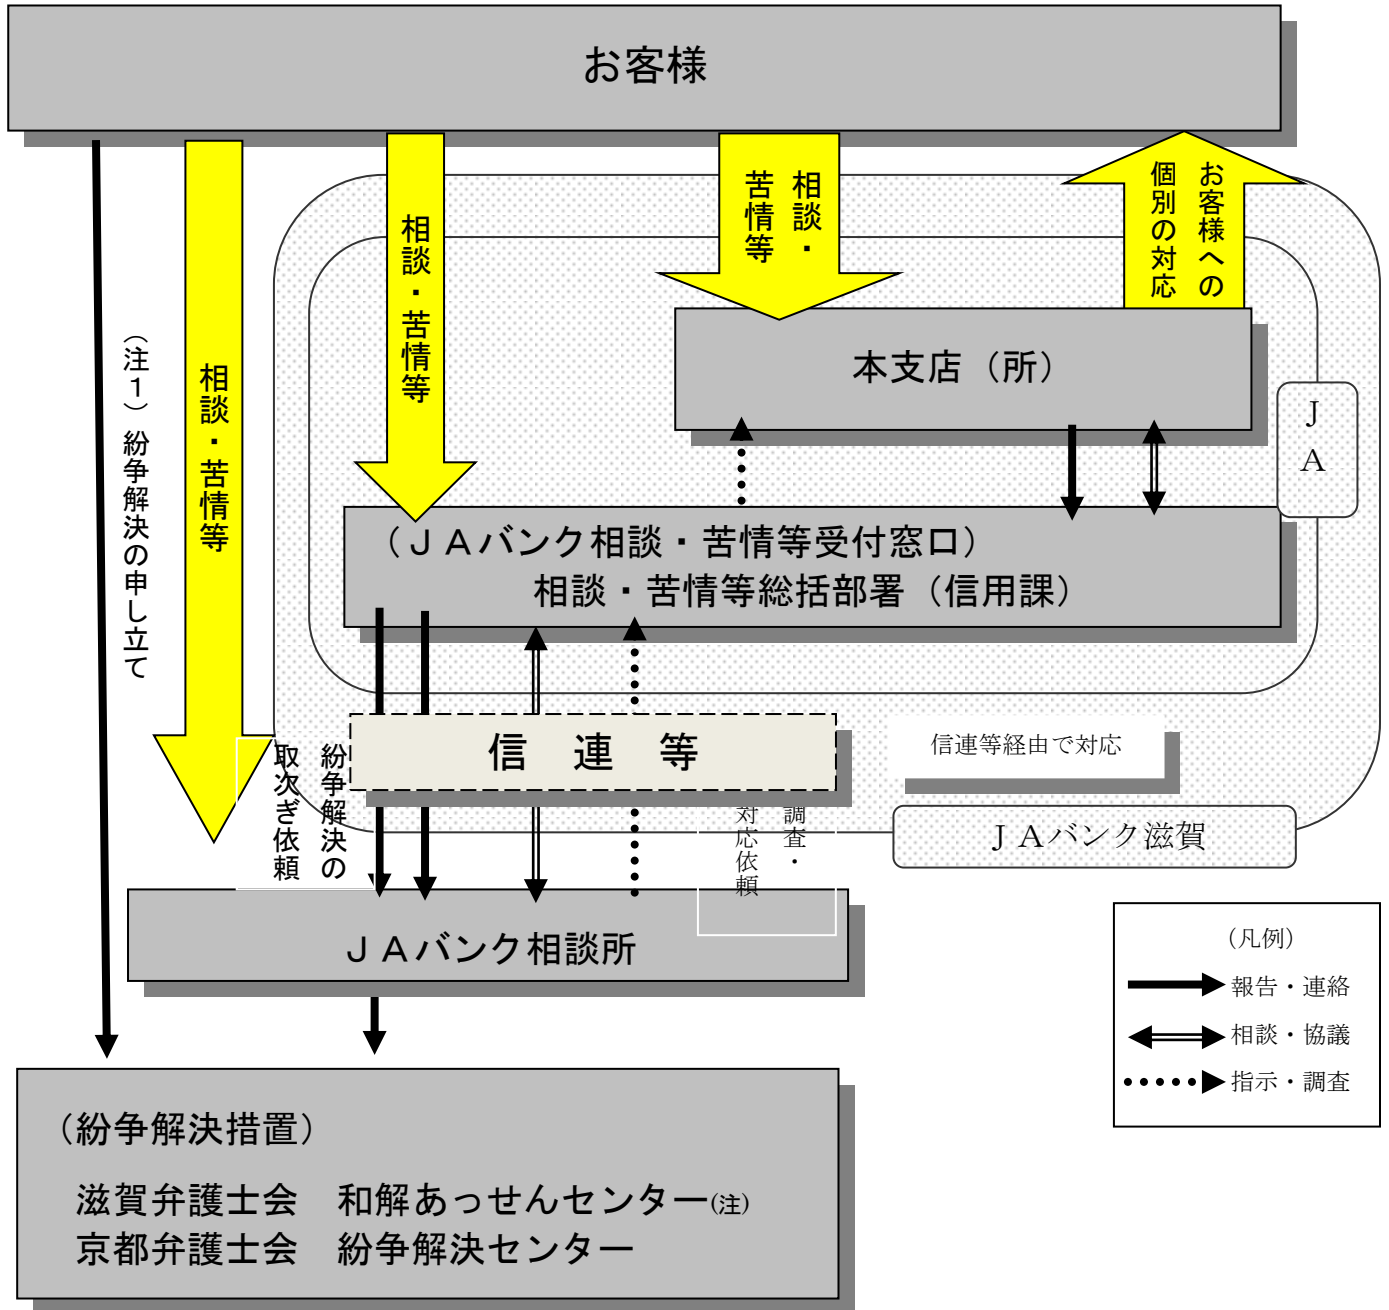 お客様
(注１)紛争解決の申し立て
相談・苦情等
相談・苦情等
相談・
苦情等
お客様への
個別の対応
本支店（所）
ＪＡ
（ＪＡバンク相談・苦情等受付窓口）
相談・苦情等総括部署（信用課）
信　連　等
信連等経由で対応
紛争解決の
取次ぎ依頼
調査・
対応依頼
ＪＡバンク滋賀
ＪＡバンク相談所
（凡例）
報告・連絡
相談・協議
指示・調査
（紛争解決措置）
滋賀弁護士会　和解あっせんセンター(注)
京都弁護士会　紛争解決センター